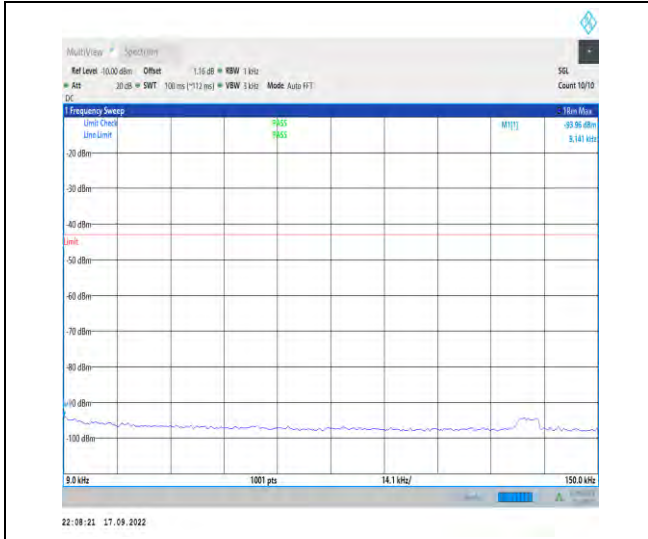 MultiView Spectrum
Ref Level -10.00 dBm Offset 1.16 dB RBW 1 kHz SGL
Att 20 dB SWT 100 ms (~112 ms) VBW 3 kHz Mode Auto FFT Count 10/10
DC
1 Frequency Sweep 1Rm Max
Limit Check PASS M1[1] -93.96 dBm
Line Limit PASS 9.141 kHz
-20 dBm
-30 dBm
-40 dBm
Limit
-50 dBm
-60 dBm
-70 dBm
-80 dBm
-90 dBm
-100 dBm
9.0 kHz 1001 pts 14.1 kHz/ 150.0 kHz
22:08:21 17.09.2022